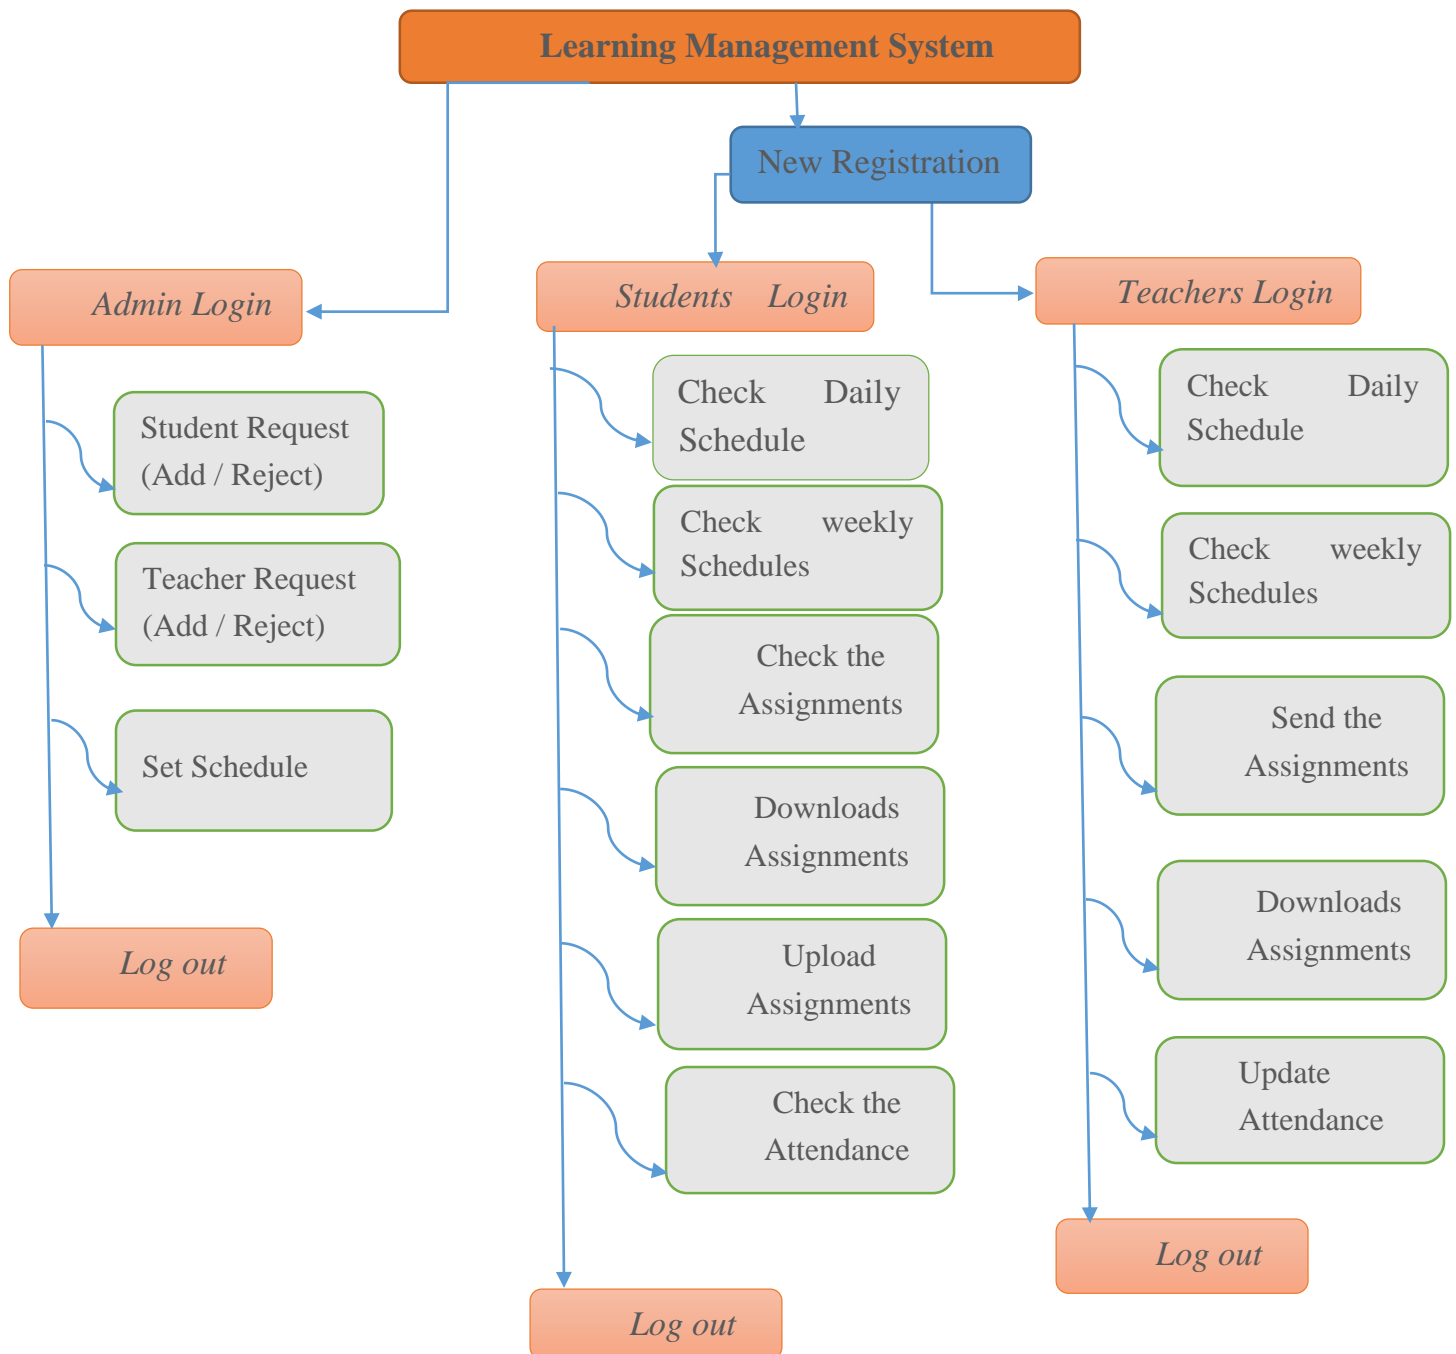 Learning Management System
New Registration
Admin Login
Student Request
(Add / Reject)
Teacher Request
(Add / Reject)
Set Schedule
Log out
Students Login
Check Daily
Schedule
Check weekly
Schedules
Check the
Assignments
Downloads
Assignments
Upload
Assignments
Check the
Attendance
Log out
Teachers Login
Check Daily
Schedule
Check weekly
Schedules
Send the
Assignments
Downloads
Assignments
Update
Attendance
Log out